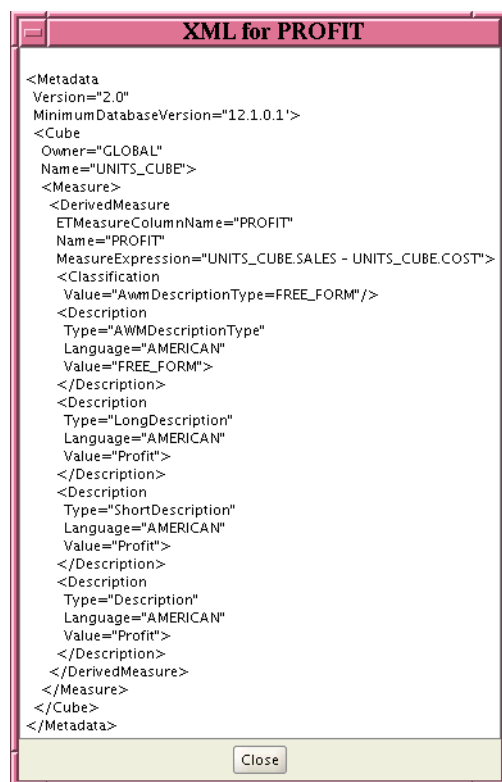 XML for PROFIT
<Metadata
Version="2.0"
MinimumDatabaseVersion="12.1.0.1">
<Cube
Owner="GLOBAL"
Name="UNITS_CUBE">
<Measure>
<DerivedMeasure
ETMeasureColumnName="PROFIT"
Name="PROFIT"
MeasureExpression="UNITS_CUBE.SALES - UNITS_CUBE.COST">
<Classification
Value="AwmDescriptionType=FREE_FORM"/>
<Description
Type="AWMDescriptionType"
Language="AMERICAN"
Value="FREE_FORM">
</Description>
<Description
Type="LongDescription"
Language="AMERICAN"
Value="Profit">
</Description>
<Description
Type="ShortDescription"
Language="AMERICAN"
Value="Profit">
</Description>
<Description
Type="Description"
Language="AMERICAN"
Value="Profit">
</Description>
</DerivedMeasure>
</Measure>
</Cube>
</Metadata>
Close